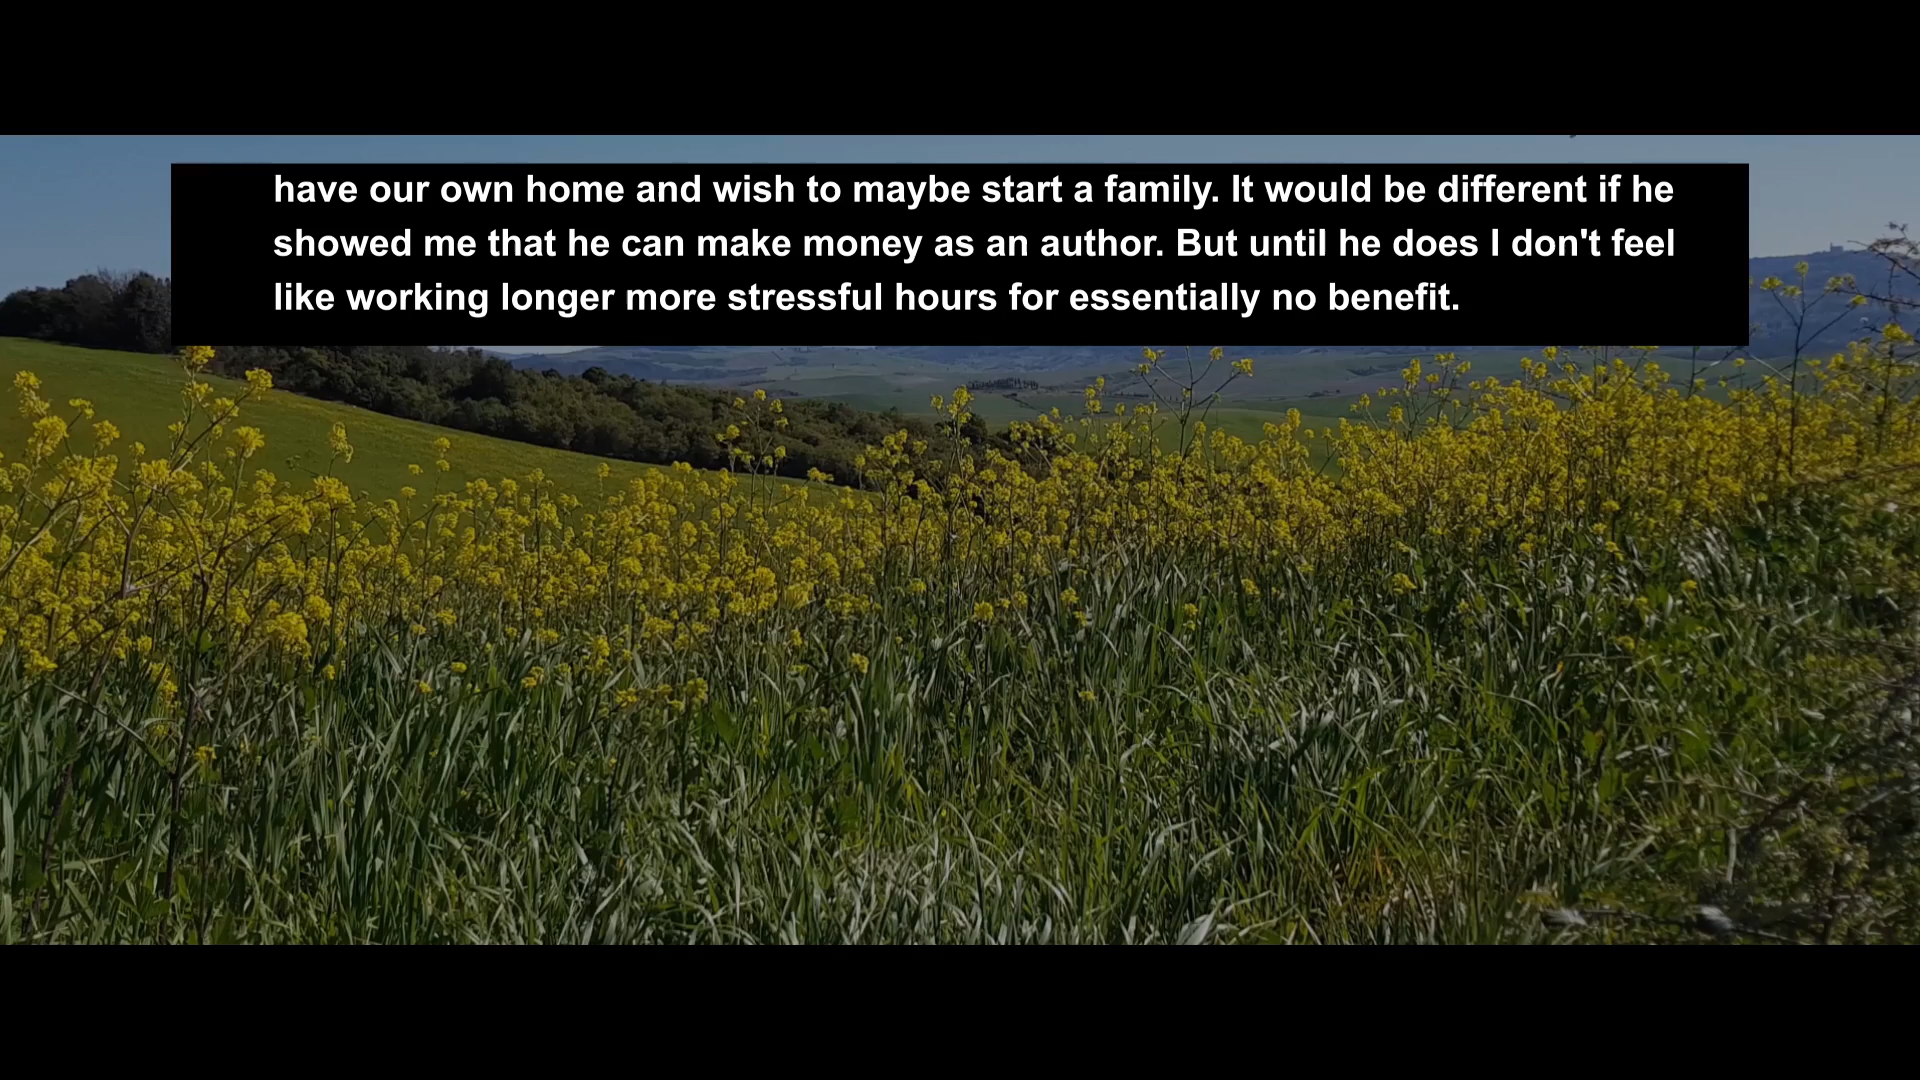 have our own home and wish to maybe start a family. It would be different if he
showed me that he can make money as an author. But until he does I don't feel
like working longer more stressful hours for essentially no benefit.